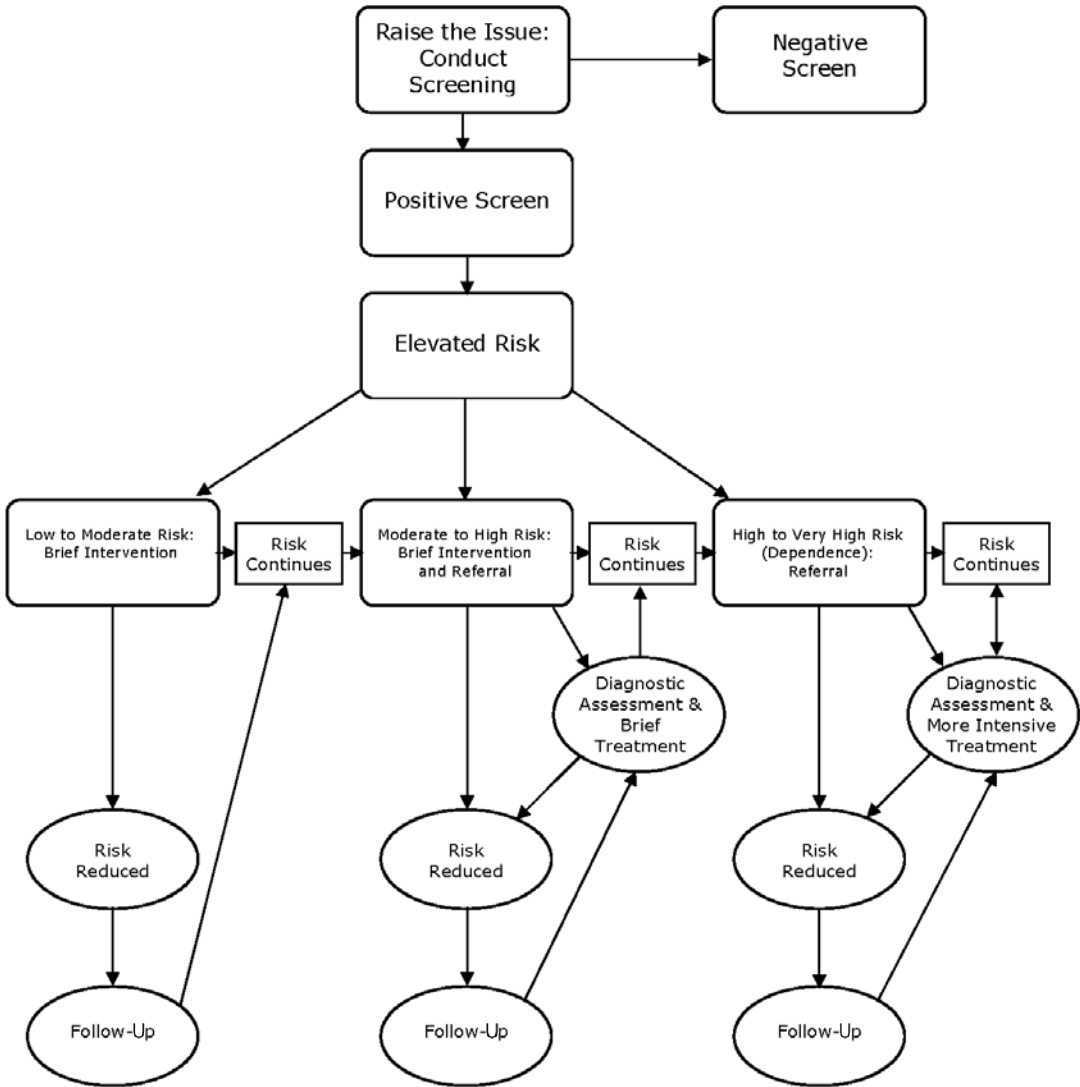 Raise the Issue:
Conduct
Screening
Negative
Screen
Positive Screen
Elevated Risk
Low to Moderate Risk:
Brief Intervention
Risk
Continues
Moderate to High Risk:
Brief Intervention
and Referral
Risk
Continues
High to Very High Risk
(Dependence):
Referral
Risk
Continues
Diagnostic
Assessment &
Brief
Treatment
Diagnostic
Assessment &
More Intensive
Treatment
Risk
Reduced
Risk
Reduced
Risk
Reduced
Follow-Up
Follow-Up
Follow-Up